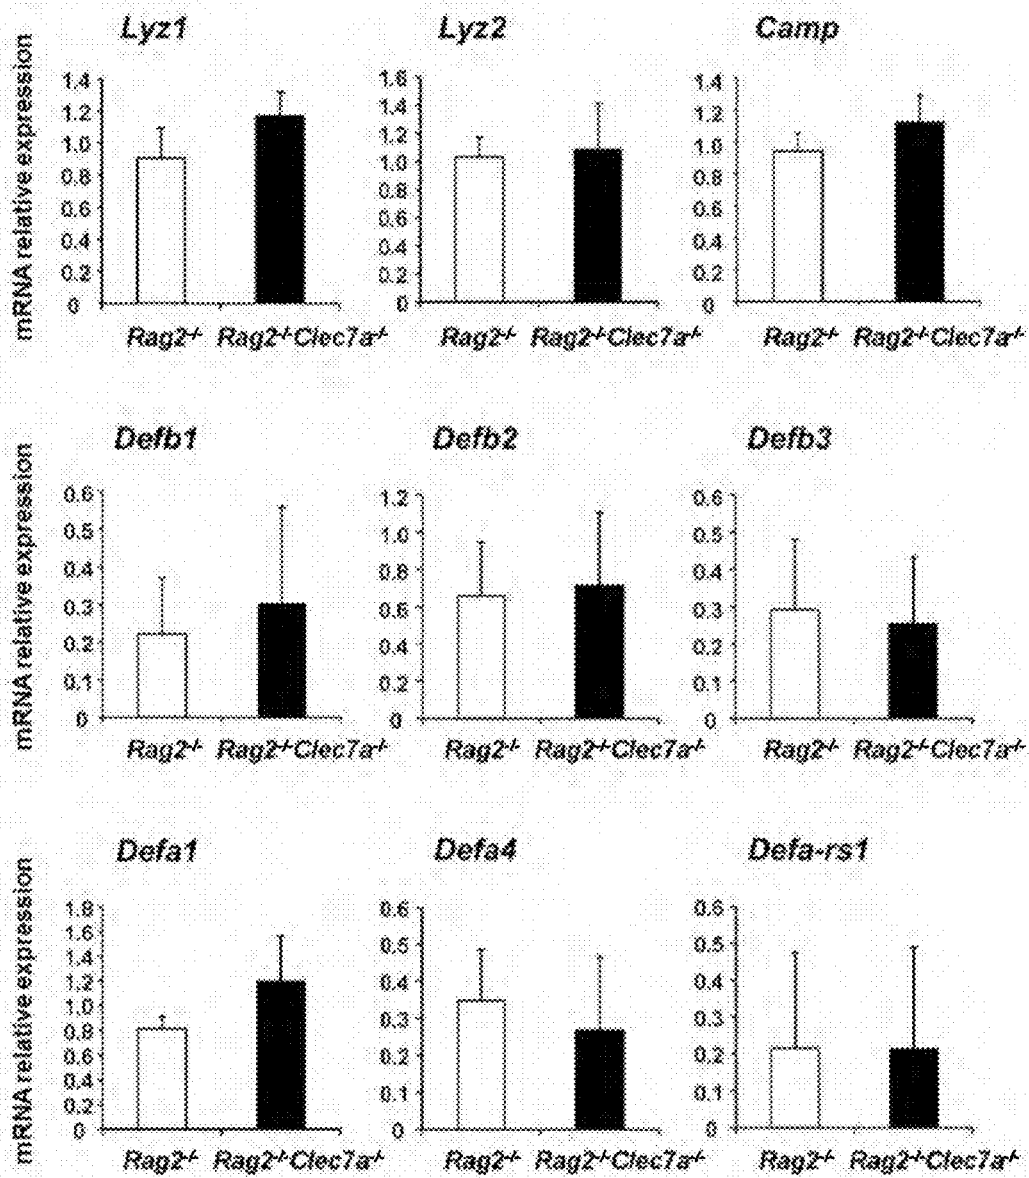 Lyz1 Lyz2 Camp
mRNA relative expression
1.4 1.6 1.4
1.2 1.4 1.2
1.0 1.2 1.0
0.8 1.0 0.8
0.6 0.8 0.6
0.4 0.6 0.4
0.2 0.4 0.2
0 0.2 0
0
Rag2-/- Rag2-/-Clec7a-/- Rag2-/- Rag2-/-Clec7a-/- Rag2-/- Rag2-/-Clec7a-/-
Defb1 Defb2 Defb3
mRNA relative expression
0.6 1.2 0.6
0.5 1.0 0.5
0.4 0.8 0.4
0.3 0.6 0.3
0.2 0.4 0.2
0.1 0.2 0.1
0 0 0
Rag2-/- Rag2-/-Clec7a-/- Rag2-/- Rag2-/-Clec7a-/- Rag2-/- Rag2-/-Clec7a-/-
Defa1 Defa4 Defa-rs1
mRNA relative expression
1.8 0.6 0.6
1.6 0.5 0.5
1.4 0.4 0.4
1.2 0.3 0.3
1.0 0.2 0.2
0.8 0.1 0.1
0.6 0 0
0.4
0.2
0
Rag2-/- Rag2-/-Clec7a-/- Rag2-/- Rag2-/-Clec7a-/- Rag2-/- Rag2-/-Clec7a-/-